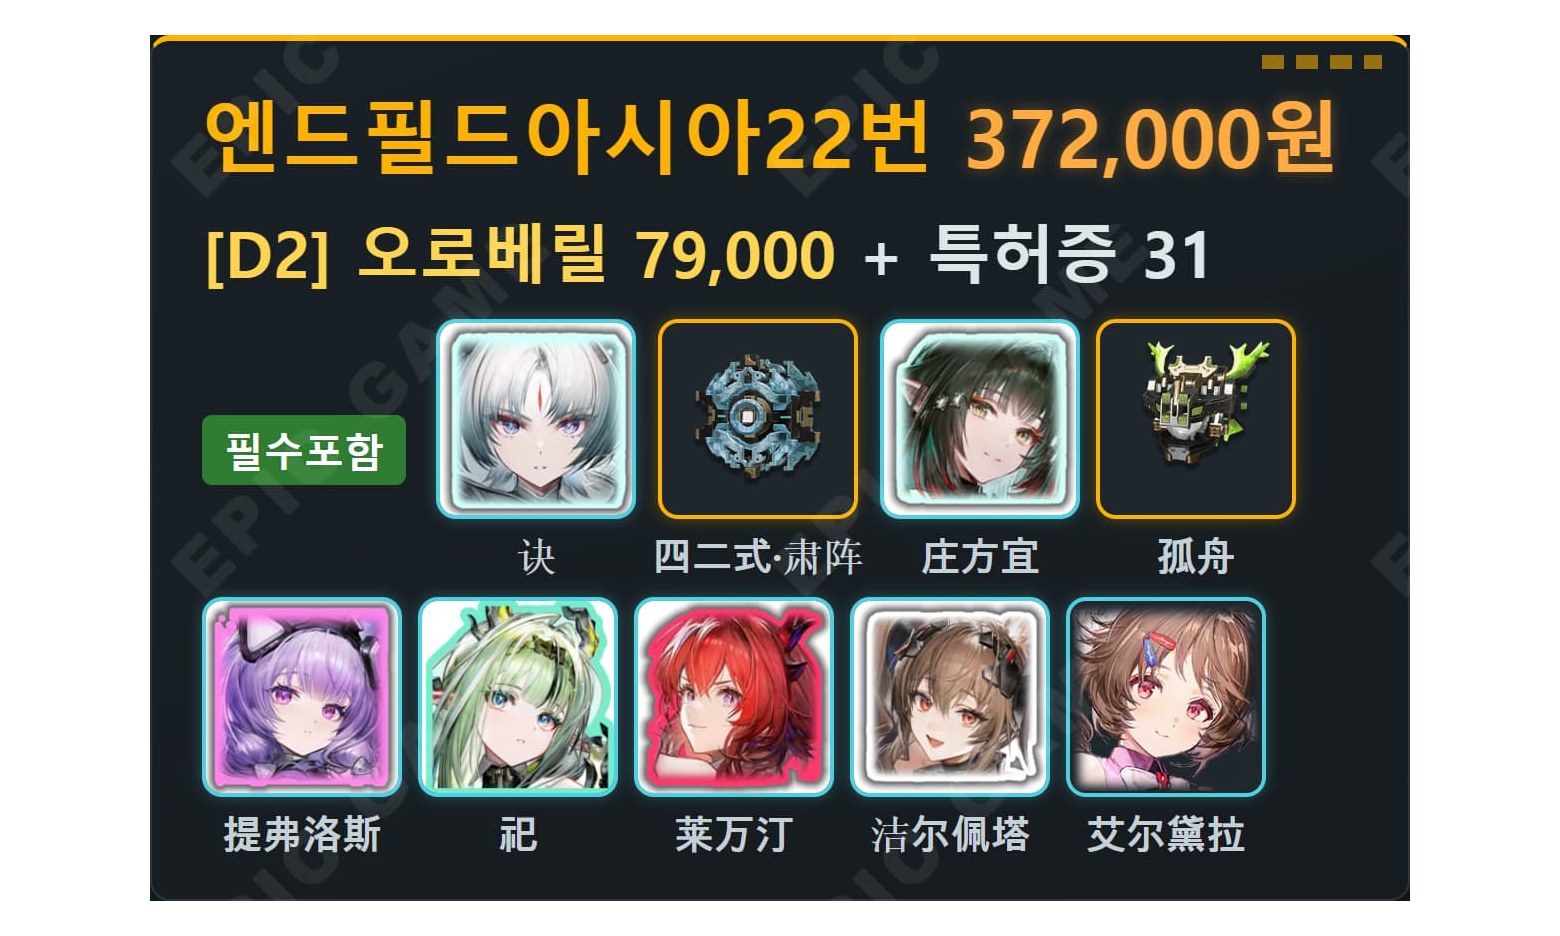 엔드필드아시아22번 372,000원
[D2] 오로베릴 79,000 + 특허증 31
필수포함
诀 四二式·肃阵 庄方宜 孤舟
提弗洛斯 祀 莱万汀 洁尔佩塔 艾尔黛拉
EPIC GAME